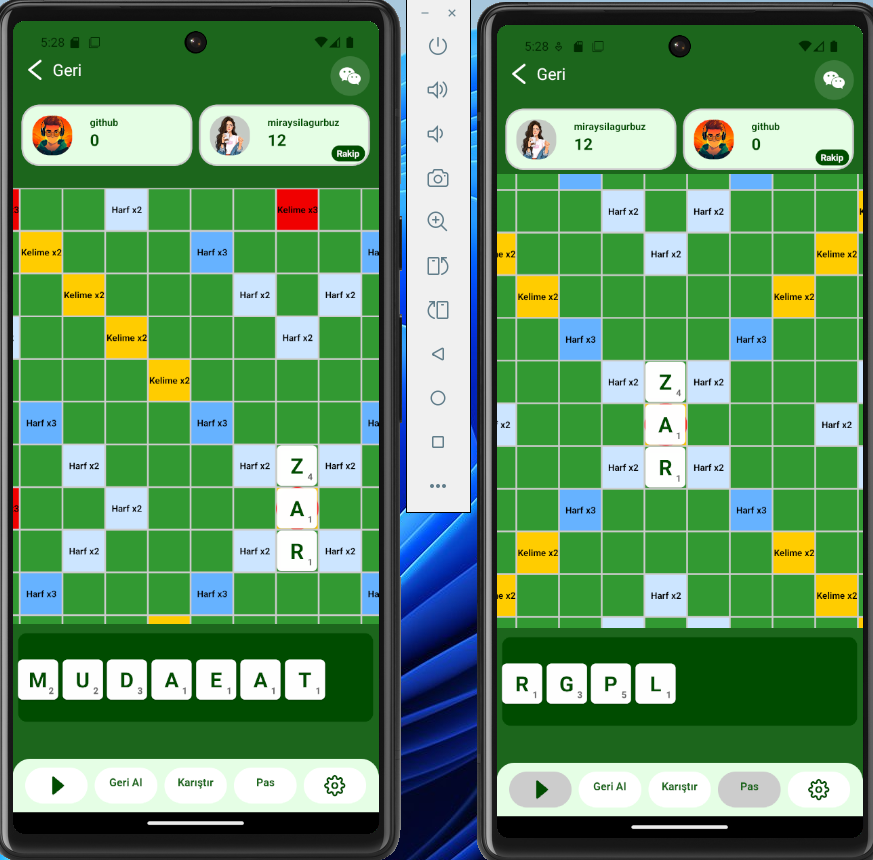 5:28
Geri
github
0
miraysilagurbuz
12
Rakip
Harf x2
Kelime x3
Kelime x2
Harf x3
Kelime x2
Harf x2
Harf x2
Kelime x2
Harf x2
Kelime x2
Harf x3
Harf x3
Harf x2
Harf x2
Z 4
Harf x2
Harf x2
A 1
Harf x2
Harf x2
R 1
Harf x2
Harf x3
Harf x3
M 2 U 2 D 3 A 1 E 1 A 1 T 1
Geri Al
Karıştır
Pas
5:28
Geri
miraysilagurbuz
12
github
0
Rakip
Harf x2
Harf x2
Harf x2
Kelime x2
Kelime x2
Kelime x2
Harf x3
Harf x3
Harf x2
Z 4
Harf x2
A 1
Harf x2
Harf x2
R 1
Harf x2
Harf x3
Harf x3
Kelime x2
Kelime x2
Harf x2
Kelime x2
R 1 G 3 P 5 L 1
Geri Al
Karıştır
Pas